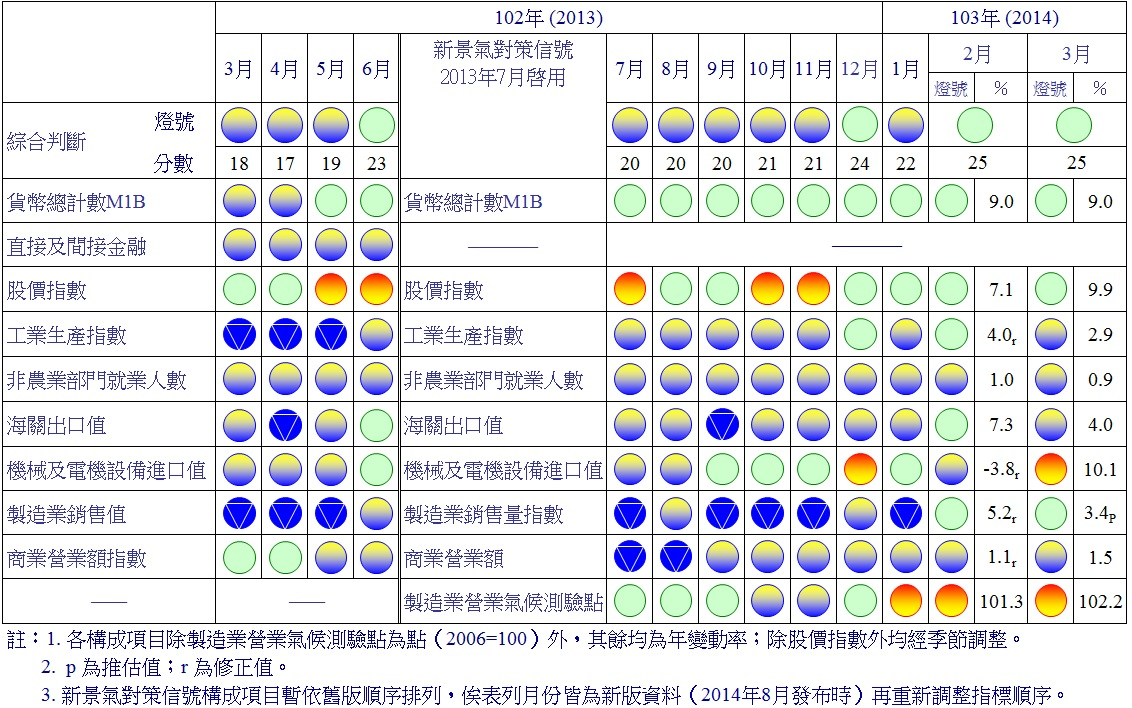 102年 (2013) 103年 (2014)
3月 4月 5月 6月 新景氣對策信號 2013年7月啓用 7月 8月 9月 10月 11月 12月 1月 2月 3月
燈號 % 燈號 %
綜合判斷 燈號
分數 18 17 19 23 20 20 20 21 21 24 22 25 25
貨幣總計數M1B 貨幣總計數M1B 9.0 9.0
直接及間接金融 ——— ———
股價指數 股價指數 7.1 9.9
工業生產指數 工業生產指數 4.0r 2.9
非農業部門就業人數 非農業部門就業人數 1.0 0.9
海關出口值 海關出口值 7.3 4.0
機械及電機設備進口值 機械及電機設備進口值 -3.8r 10.1
製造業銷售值 製造業銷售量指數 5.2r 3.4P
商業營業額指數 商業營業額 1.1r 1.5
—— —— 製造業營業氣候測驗點 101.3 102.2
註：1. 各構成項目除製造業營業氣候測驗點為點（2006=100）外，其餘均為年變動率；除股價指數外均經季節調整。
2. p 為推估值；r 為修正值。
3. 新景氣對策信號構成項目暫依舊版順序排列，俟表列月份皆為新版資料（2014年8月發布時）再重新調整指標順序。